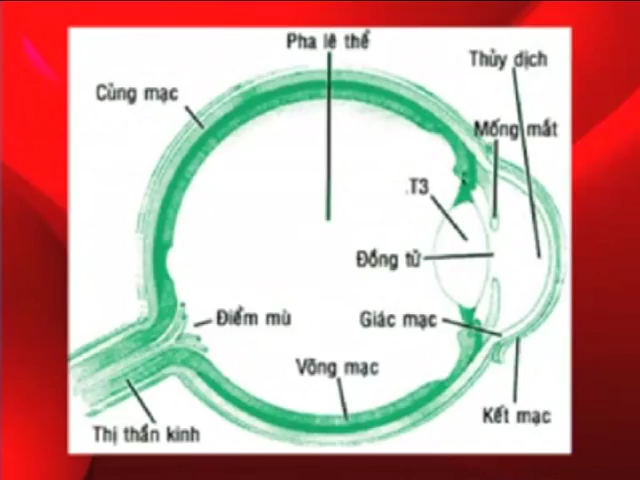 Pha lê thể
Thủy dịch
Củng mạc
Mống mắt
.T3
Đồng tử
Điểm mù
Giác mạc
Võng mạc
Kết mạc
Thị thần kinh